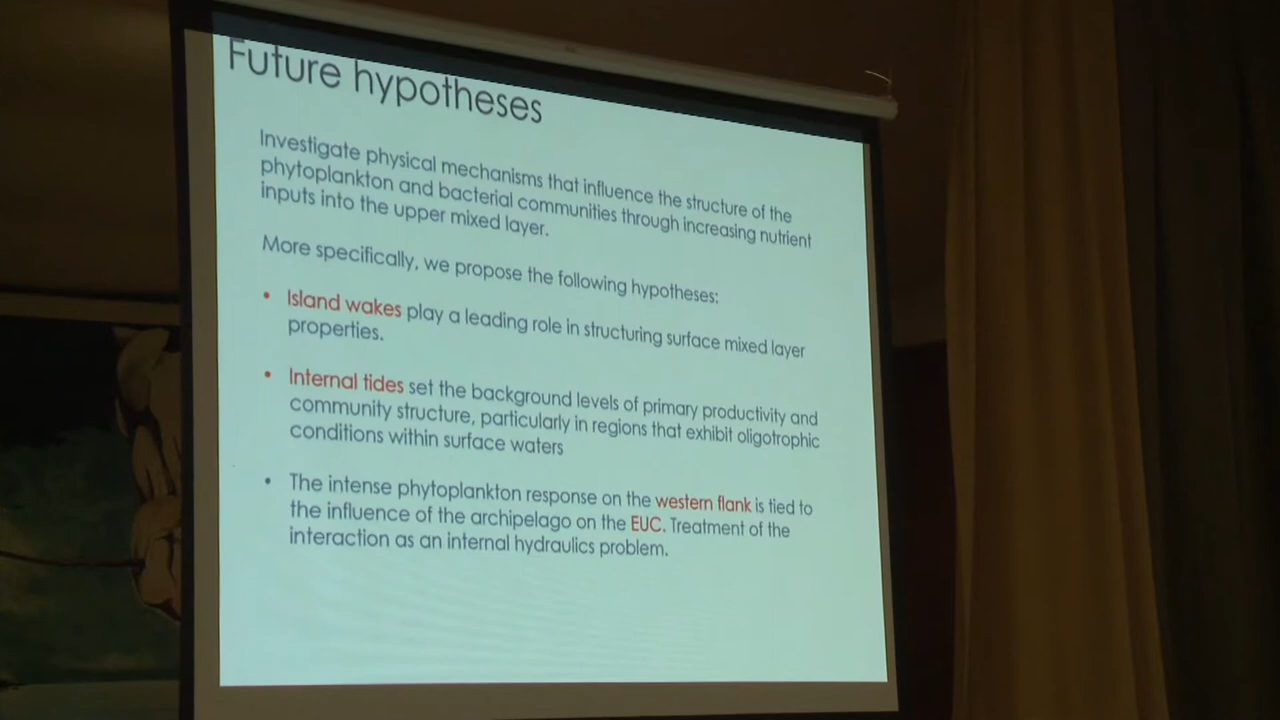 Future hypotheses
Investigate physical mechanisms that influence the structure of the
phytoplankton and bacterial communities through increasing nutrient
inputs into the upper mixed layer.
More specifically, we propose the following hypotheses:
• Island wakes play a leading role in structuring surface mixed layer
properties.
• Internal tides set the background levels of primary productivity and
community structure, particularly in regions that exhibit oligotrophic
conditions within surface waters
• The intense phytoplankton response on the western flank is tied to
the influence of the archipelago on the EUC. Treatment of the
interaction as an internal hydraulics problem.